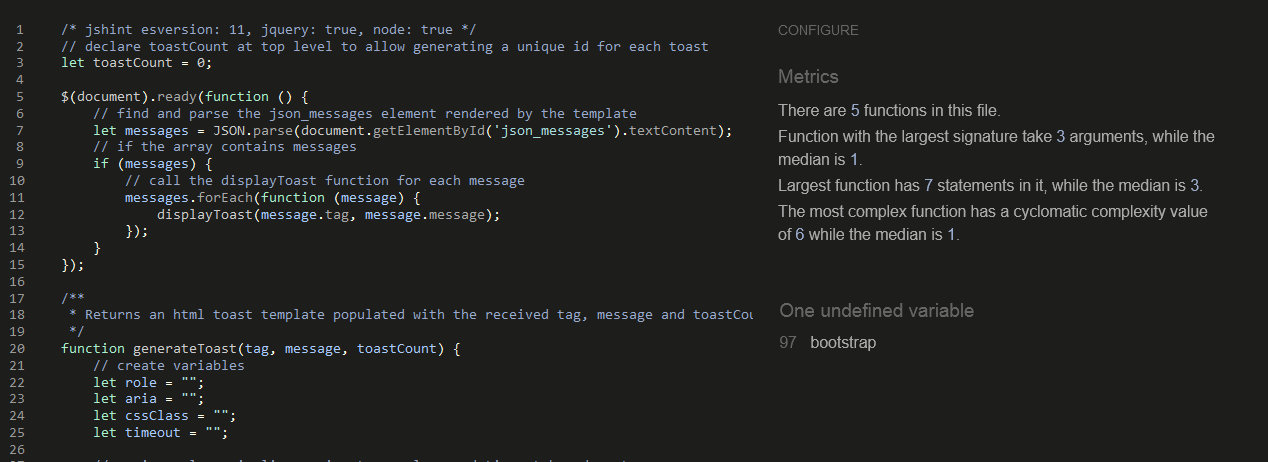 1 /* jshint esversion: 11, jquery: true, node: true */
2 // declare toastCount at top level to allow generating a unique id for each toast
3 let toastCount = 0;
4
5 $(document).ready(function () {
6 // find and parse the json_messages element rendered by the template
7 let messages = JSON.parse(document.getElementById('json_messages').textContent);
8 // if the array contains messages
9 if (messages) {
10 // call the displayToast function for each message
11 messages.forEach(function (message) {
12 displayToast(message.tag, message.message);
13 });
14 }
15 });
16
17 /**
18 * Returns an html toast template populated with the received tag, message and toastCou
19 */
20 function generateToast(tag, message, toastCount) {
21 // create variables
22 let role = "";
23 let aria = "";
24 let cssClass = "";
25 let timeout = "";
26
CONFIGURE
Metrics
There are 5 functions in this file.
Function with the largest signature take 3 arguments, while the
median is 1.
Largest function has 7 statements in it, while the median is 3.
The most complex function has a cyclomatic complexity value
of 6 while the median is 1.
One undefined variable
97 bootstrap